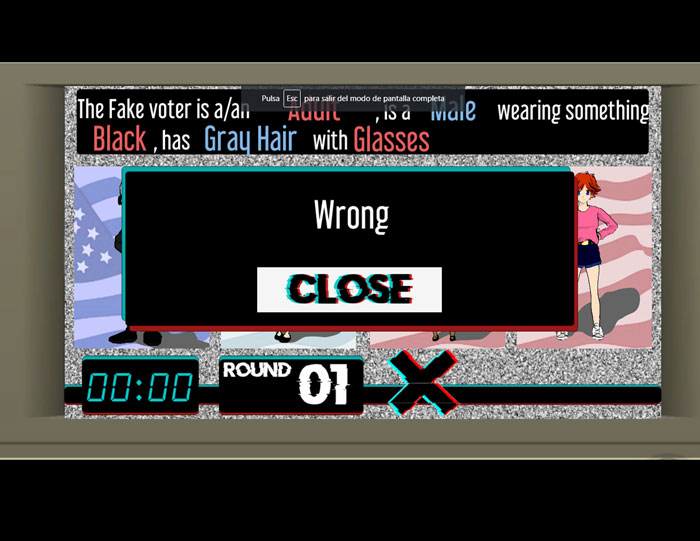 Pulsa Esc para salir del modo de pantalla completa
The Fake voter is a/an Adult , is a Male wearing something
Black , has Gray Hair with Glasses
Wrong
CLOSE
00:00
ROUND 01